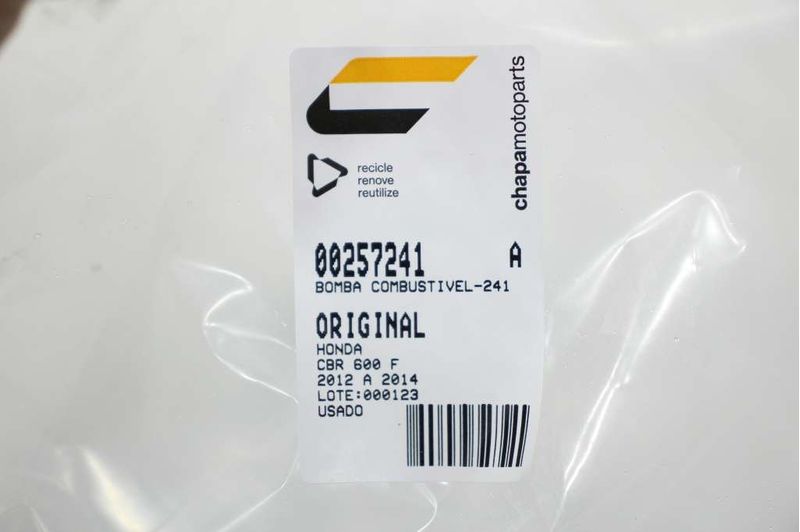 chapamotoparts
recicle
renove
reutilize
00257241 A
BOMBA COMBUSTIVEL-241
ORIGINAL
HONDA
CBR 600 F
2012 A 2014
LOTE:000123
USADO